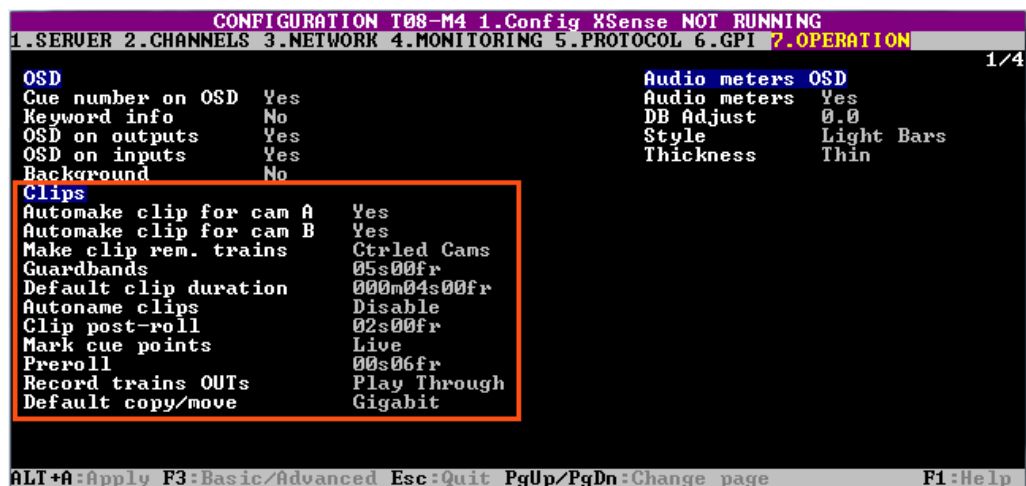 CONFIGURATION T08-M4 1.Config XSense NOT RUNNING
1.SERVER 2.CHANNELS 3.NETWORK 4.MONITORING 5.PROTOCOL 6.GPI 7.OPERATION
1/4
OSD
Cue number on OSD Yes
Keyword info No
OSD on outputs Yes
OSD on inputs Yes
Background No
Audio meters OSD
Audio meters Yes
DB Adjust 0.0
Style Light Bars
Thickness Thin
Clips
Automake clip for cam A Yes
Automake clip for cam B Yes
Make clip rem. trains Ctrled Cams
Guardbands 05s00fr
Default clip duration 000m04s00fr
Autoname clips Disable
Clip post-roll 02s00fr
Mark cue points Live
Preroll 00s06fr
Record trains OUTs Play Through
Default copy/move Gigabit
ALT+A:Apply F3:Basic/Advanced Esc:Quit PgUp/PgDn:Change page F1:Help